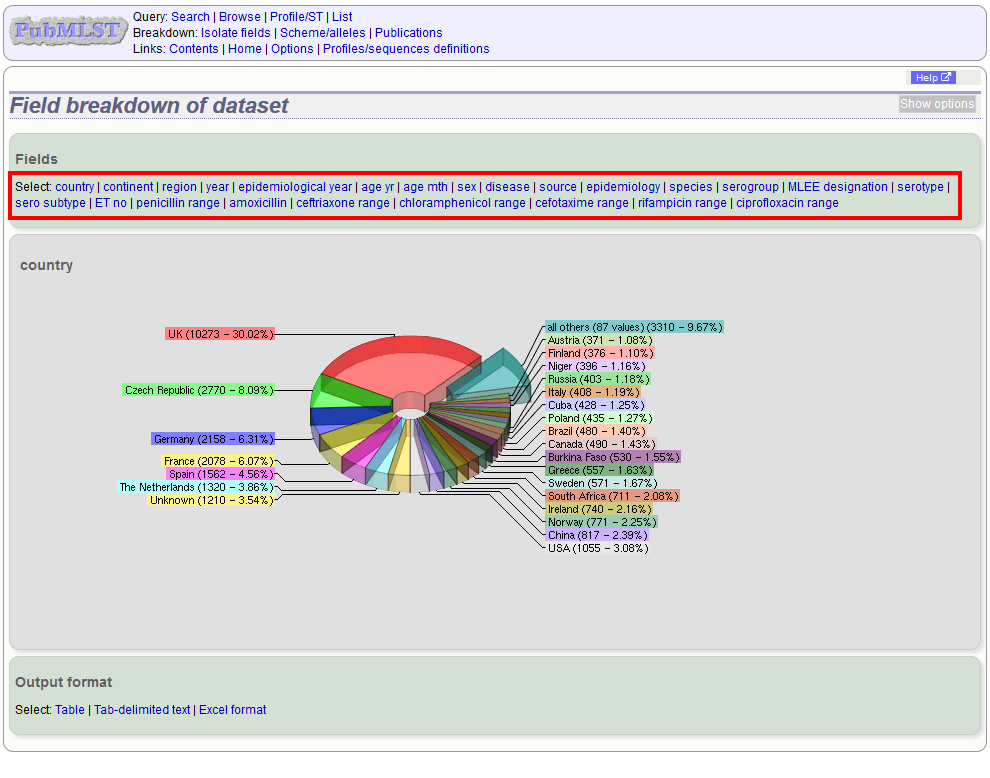 PubMLST
Query: Search | Browse | Profile/ST | List
Breakdown: Isolate fields | Scheme/alleles | Publications
Links: Contents | Home | Options | Profiles/sequences definitions
Help
Field breakdown of dataset
Show options
Fields
Select: country | continent | region | year | epidemiological year | age yr | age mth | sex | disease | source | epidemiology | species | serogroup | MLEE designation | serotype |
sero subtype | ET no | penicillin range | amoxicillin | ceftriaxone range | chloramphenicol range | cefotaxime range | rifampicin range | ciprofloxacin range
country
UK (10273 - 30.02%)
Czech Republic (2770 - 8.09%)
Germany (2158 - 6.31%)
France (2078 - 6.07%)
Spain (1562 - 4.56%)
The Netherlands (1320 - 3.86%)
Unknown (1210 - 3.54%)
all others (87 values) (3310 - 9.67%)
Austria (371 - 1.08%)
Finland (376 - 1.10%)
Niger (396 - 1.16%)
Russia (403 - 1.18%)
Italy (408 - 1.19%)
Cuba (428 - 1.25%)
Poland (435 - 1.27%)
Brazil (480 - 1.40%)
Canada (490 - 1.43%)
Burkina Faso (530 - 1.55%)
Greece (557 - 1.63%)
Sweden (571 - 1.67%)
South Africa (711 - 2.08%)
Ireland (740 - 2.16%)
Norway (771 - 2.25%)
China (817 - 2.39%)
USA (1055 - 3.08%)
Output format
Select: Table | Tab-delimited text | Excel format